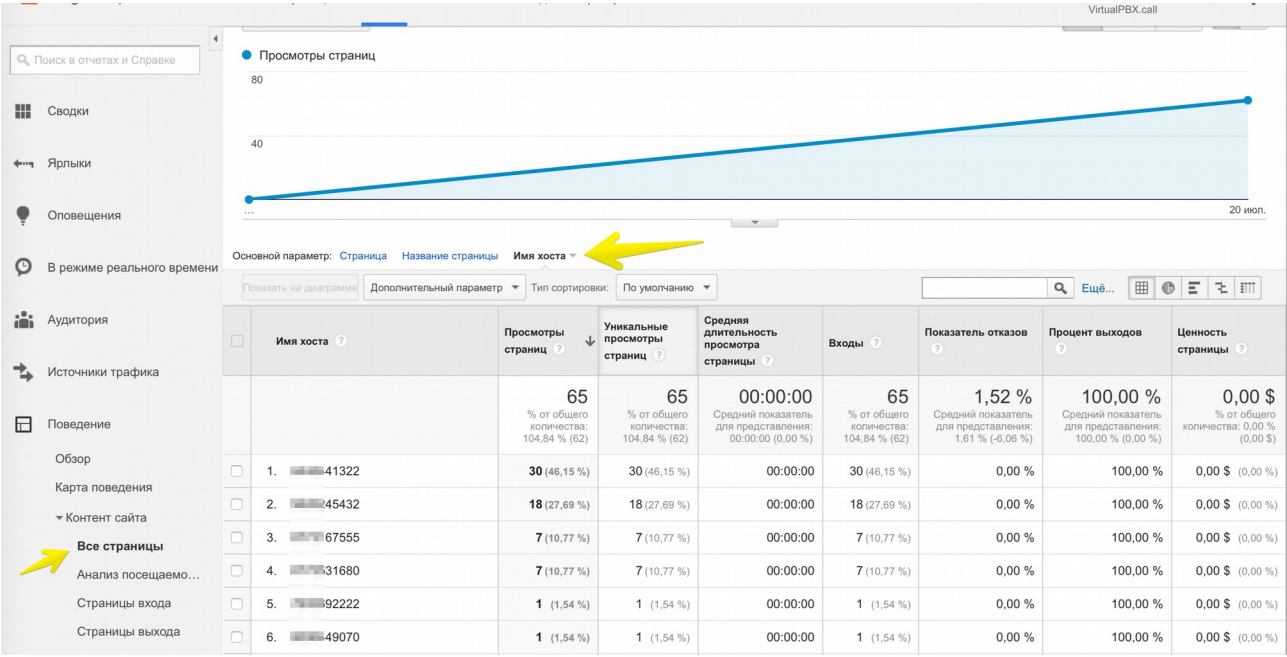 VirtualPBX.call
Поиск в отчетах и Справке
Сводки
Ярлыки
Оповещения
В режиме реального времени
Аудитория
Источники трафика
Поведение
Обзор
Карта поведения
Контент сайта
Все страницы
Анализ посещаемо…
Страницы входа
Страницы выхода
Просмотры страниц
80
40
...
20 июл.
Основной параметр: Страница Название страницы Имя хоста
Показать на диаграмме Дополнительный параметр Тип сортировки: По умолчанию Ещё...
Имя хоста ?
Просмотры
страниц ?
Уникальные
просмотры
страниц ?
Средняя
длительность
просмотра
страницы ?
Входы ?
Показатель отказов
?
Процент выходов
?
Ценность
страницы ?
65
% от общего
количества:
104,84 % (62)
65
% от общего
количества:
104,84 % (62)
00:00:00
Средний показатель
для представления:
00:00:00 (0,00 %)
65
% от общего
количества:
104,84 % (62)
1,52 %
Средний показатель
для представления:
1,61 % (-6,06 %)
100,00 %
Средний показатель
для представления:
100,00 % (0,00 %)
0,00 $
% от общего
количества: 0,00 %
(0,00 $)
1. 41322 30 (46,15 %) 30 (46,15 %) 00:00:00 30 (46,15 %) 0,00 % 100,00 % 0,00 $ (0,00 %)
2. 245432 18 (27,69 %) 18 (27,69 %) 00:00:00 18 (27,69 %) 0,00 % 100,00 % 0,00 $ (0,00 %)
3. 67555 7 (10,77 %) 7 (10,77 %) 00:00:00 7 (10,77 %) 0,00 % 100,00 % 0,00 $ (0,00 %)
4. 31680 7 (10,77 %) 7 (10,77 %) 00:00:00 7 (10,77 %) 0,00 % 100,00 % 0,00 $ (0,00 %)
5. 92222 1 (1,54 %) 1 (1,54 %) 00:00:00 1 (1,54 %) 0,00 % 100,00 % 0,00 $ (0,00 %)
6. 49070 1 (1,54 %) 1 (1,54 %) 00:00:00 1 (1,54 %) 0,00 % 100,00 % 0,00 $ (0,00 %)